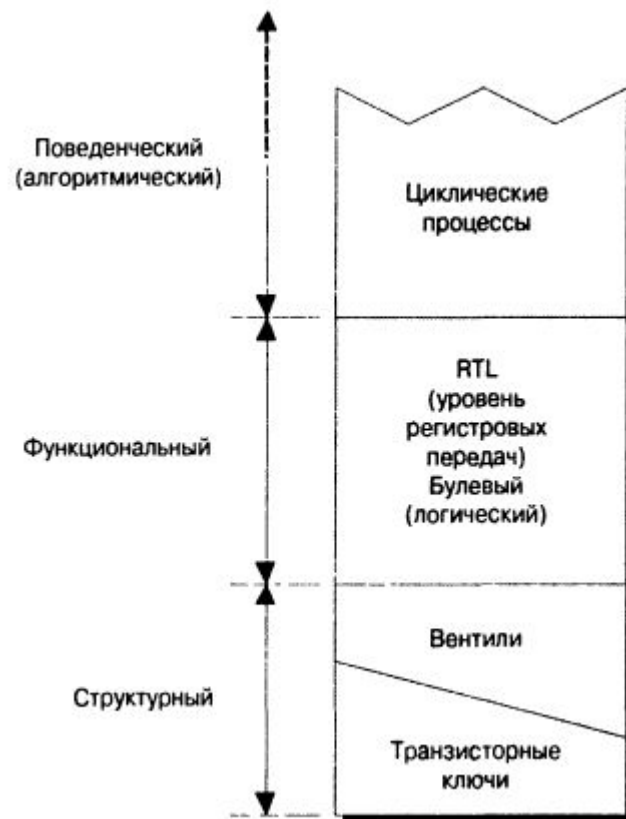 Поведенческий
(алгоритмический)
Циклические
процессы
Функциональный
RTL
(уровень
регистровых
передач)
Булевый
(логический)
Структурный
Вентили
Транзисторные
ключи